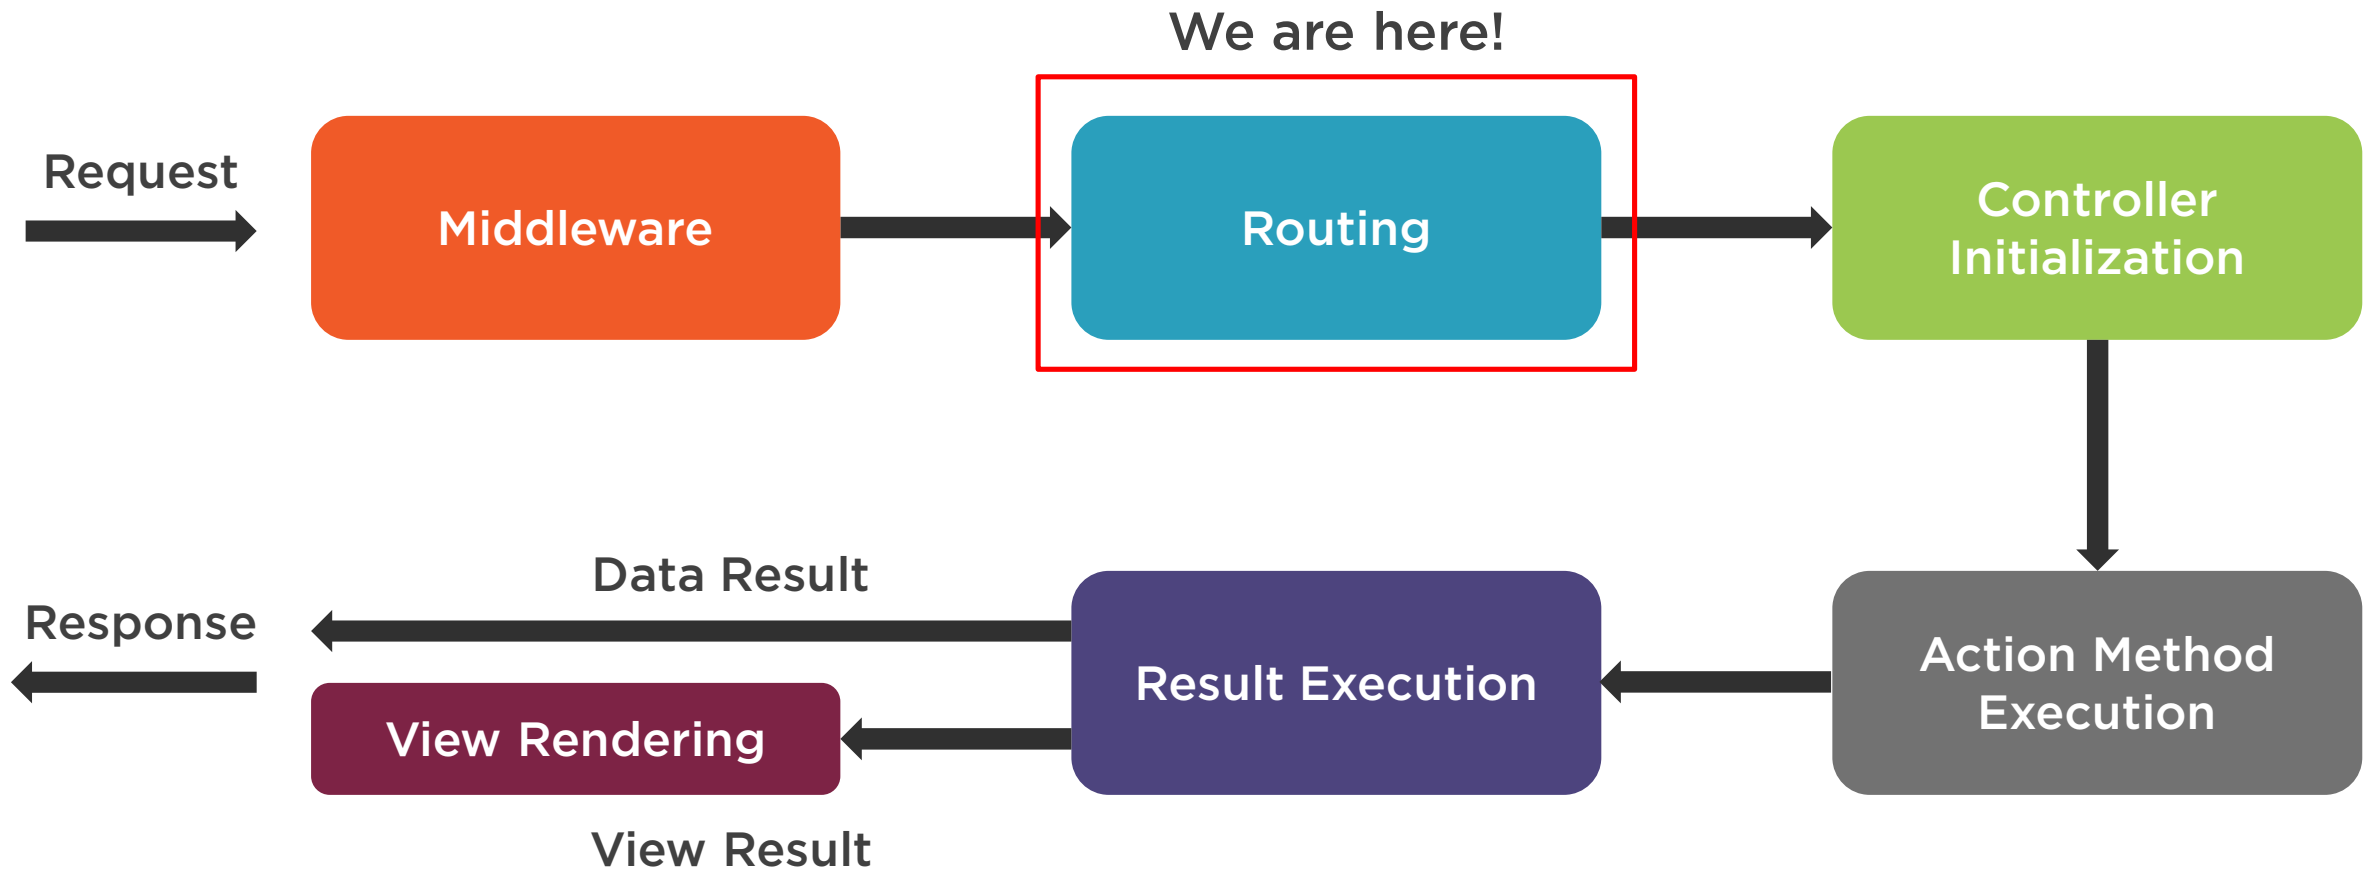 We are here!
Request
Middleware
Routing
Controller
Initialization
Data Result
Response
View Rendering
Result Execution
Action Method
Execution
View Result